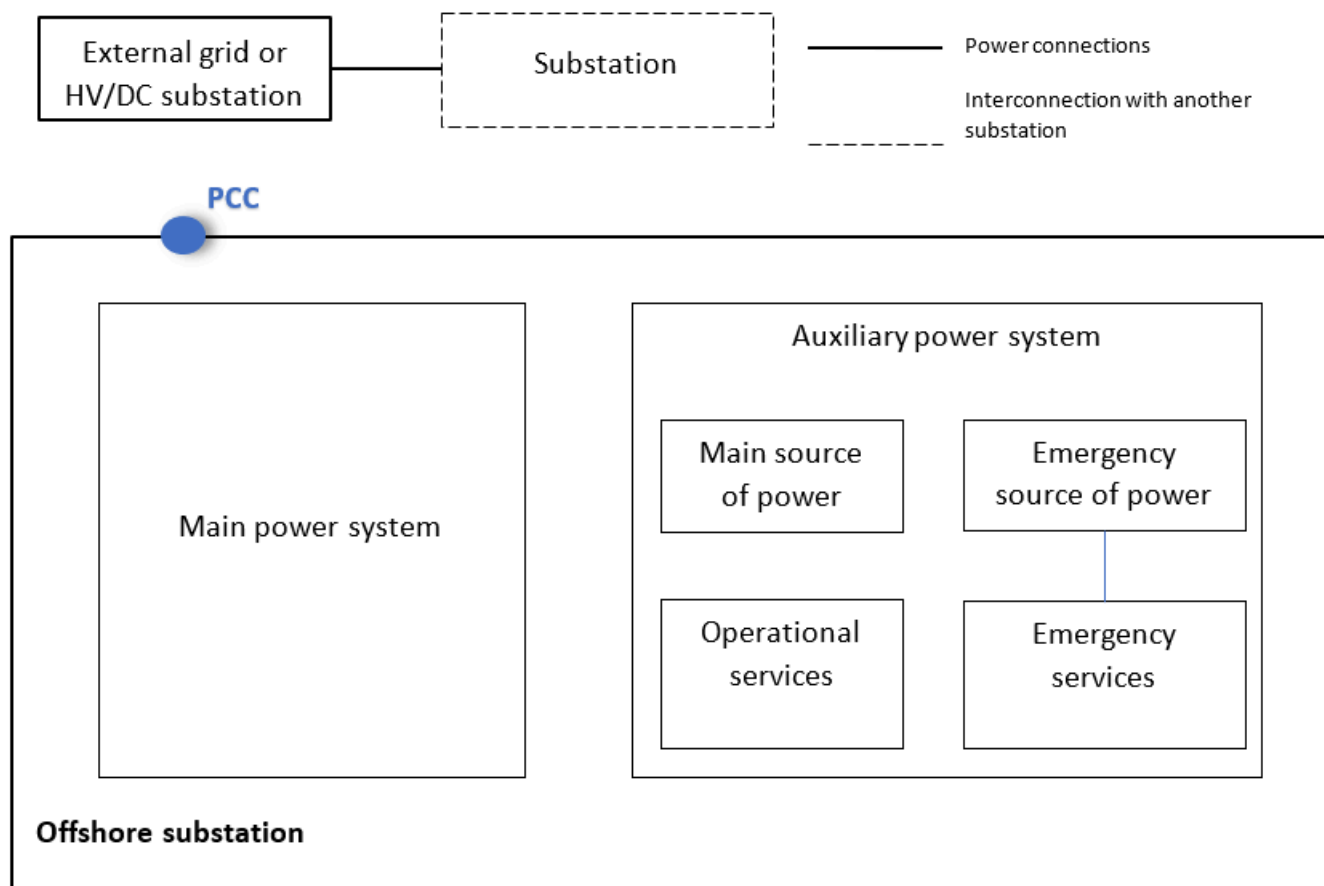 External grid or
HV/DC substation
Substation
Power connections
Interconnection with another
substation
PCC
Auxiliary power system
Main source
of power
Emergency
source of power
Main power system
Operational
services
Emergency
services
Offshore substation